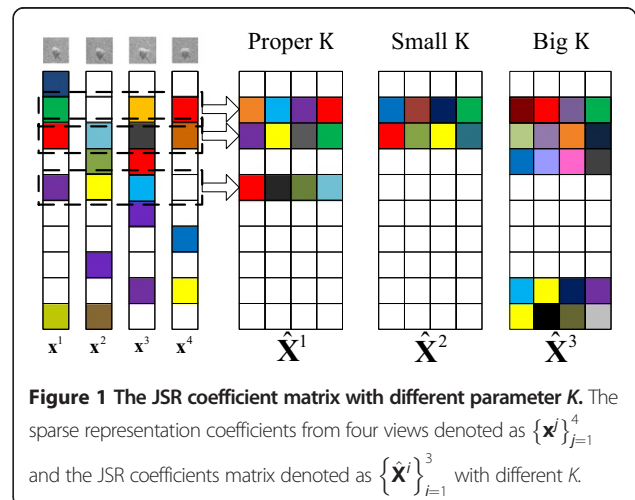 Proper K Small K Big K
x¹ x² x³ x⁴ X̂¹ X̂² X̂³
Figure 1 The JSR coefficient matrix with different parameter K. The
sparse representation coefficients from four views denoted as {xʲ}⁴ⱼ₌₁
and the JSR coefficients matrix denoted as {X̂ⁱ}³ᵢ₌₁ with different K.